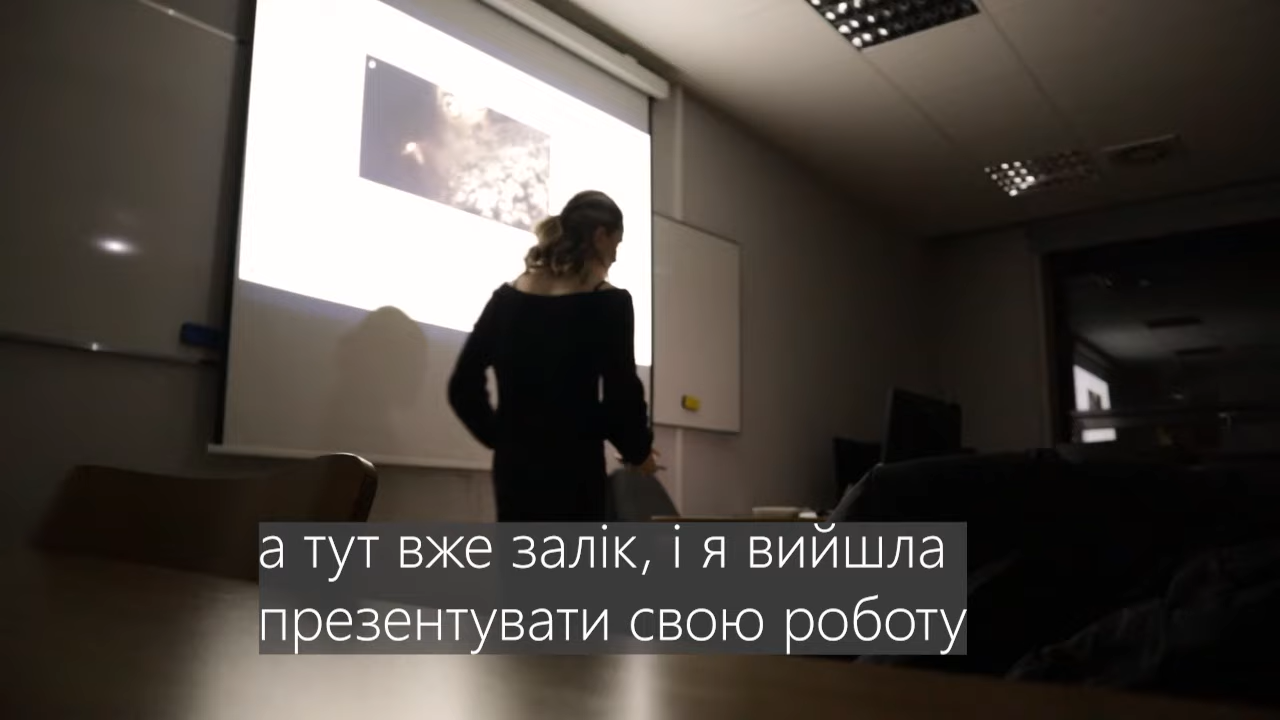 а тут вже залік, і я вийшла
презентувати свою роботу